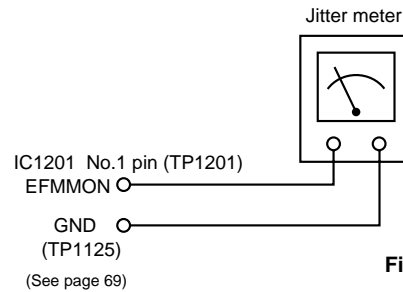 Jitter meter
IC1201 No.1 pin (TP1201)
EFMMON
GND
(TP1125)
(See page 69)
Fi